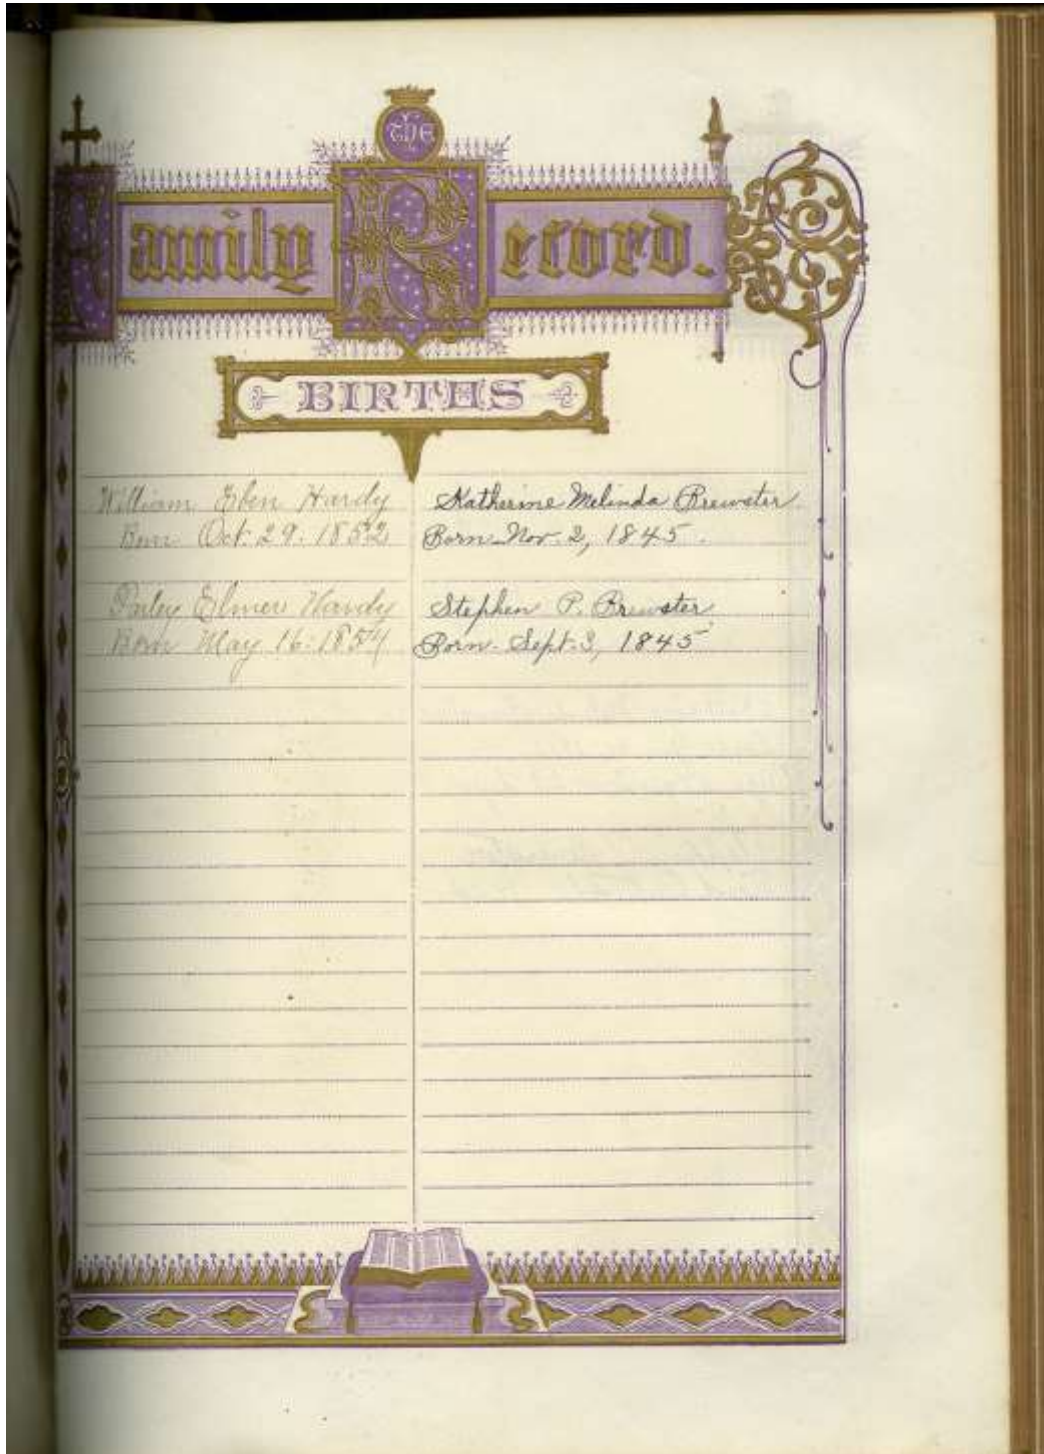 The
Family Record.
BIRTHS
William Eben Hardy
Born Oct. 29. 1852
Elmer Hardy
Born May 16. 1854
Katherine Melinda Brewster.
Born Nov. 2, 1845.
Stephen P. Brewster
Born Sept. 3, 1845